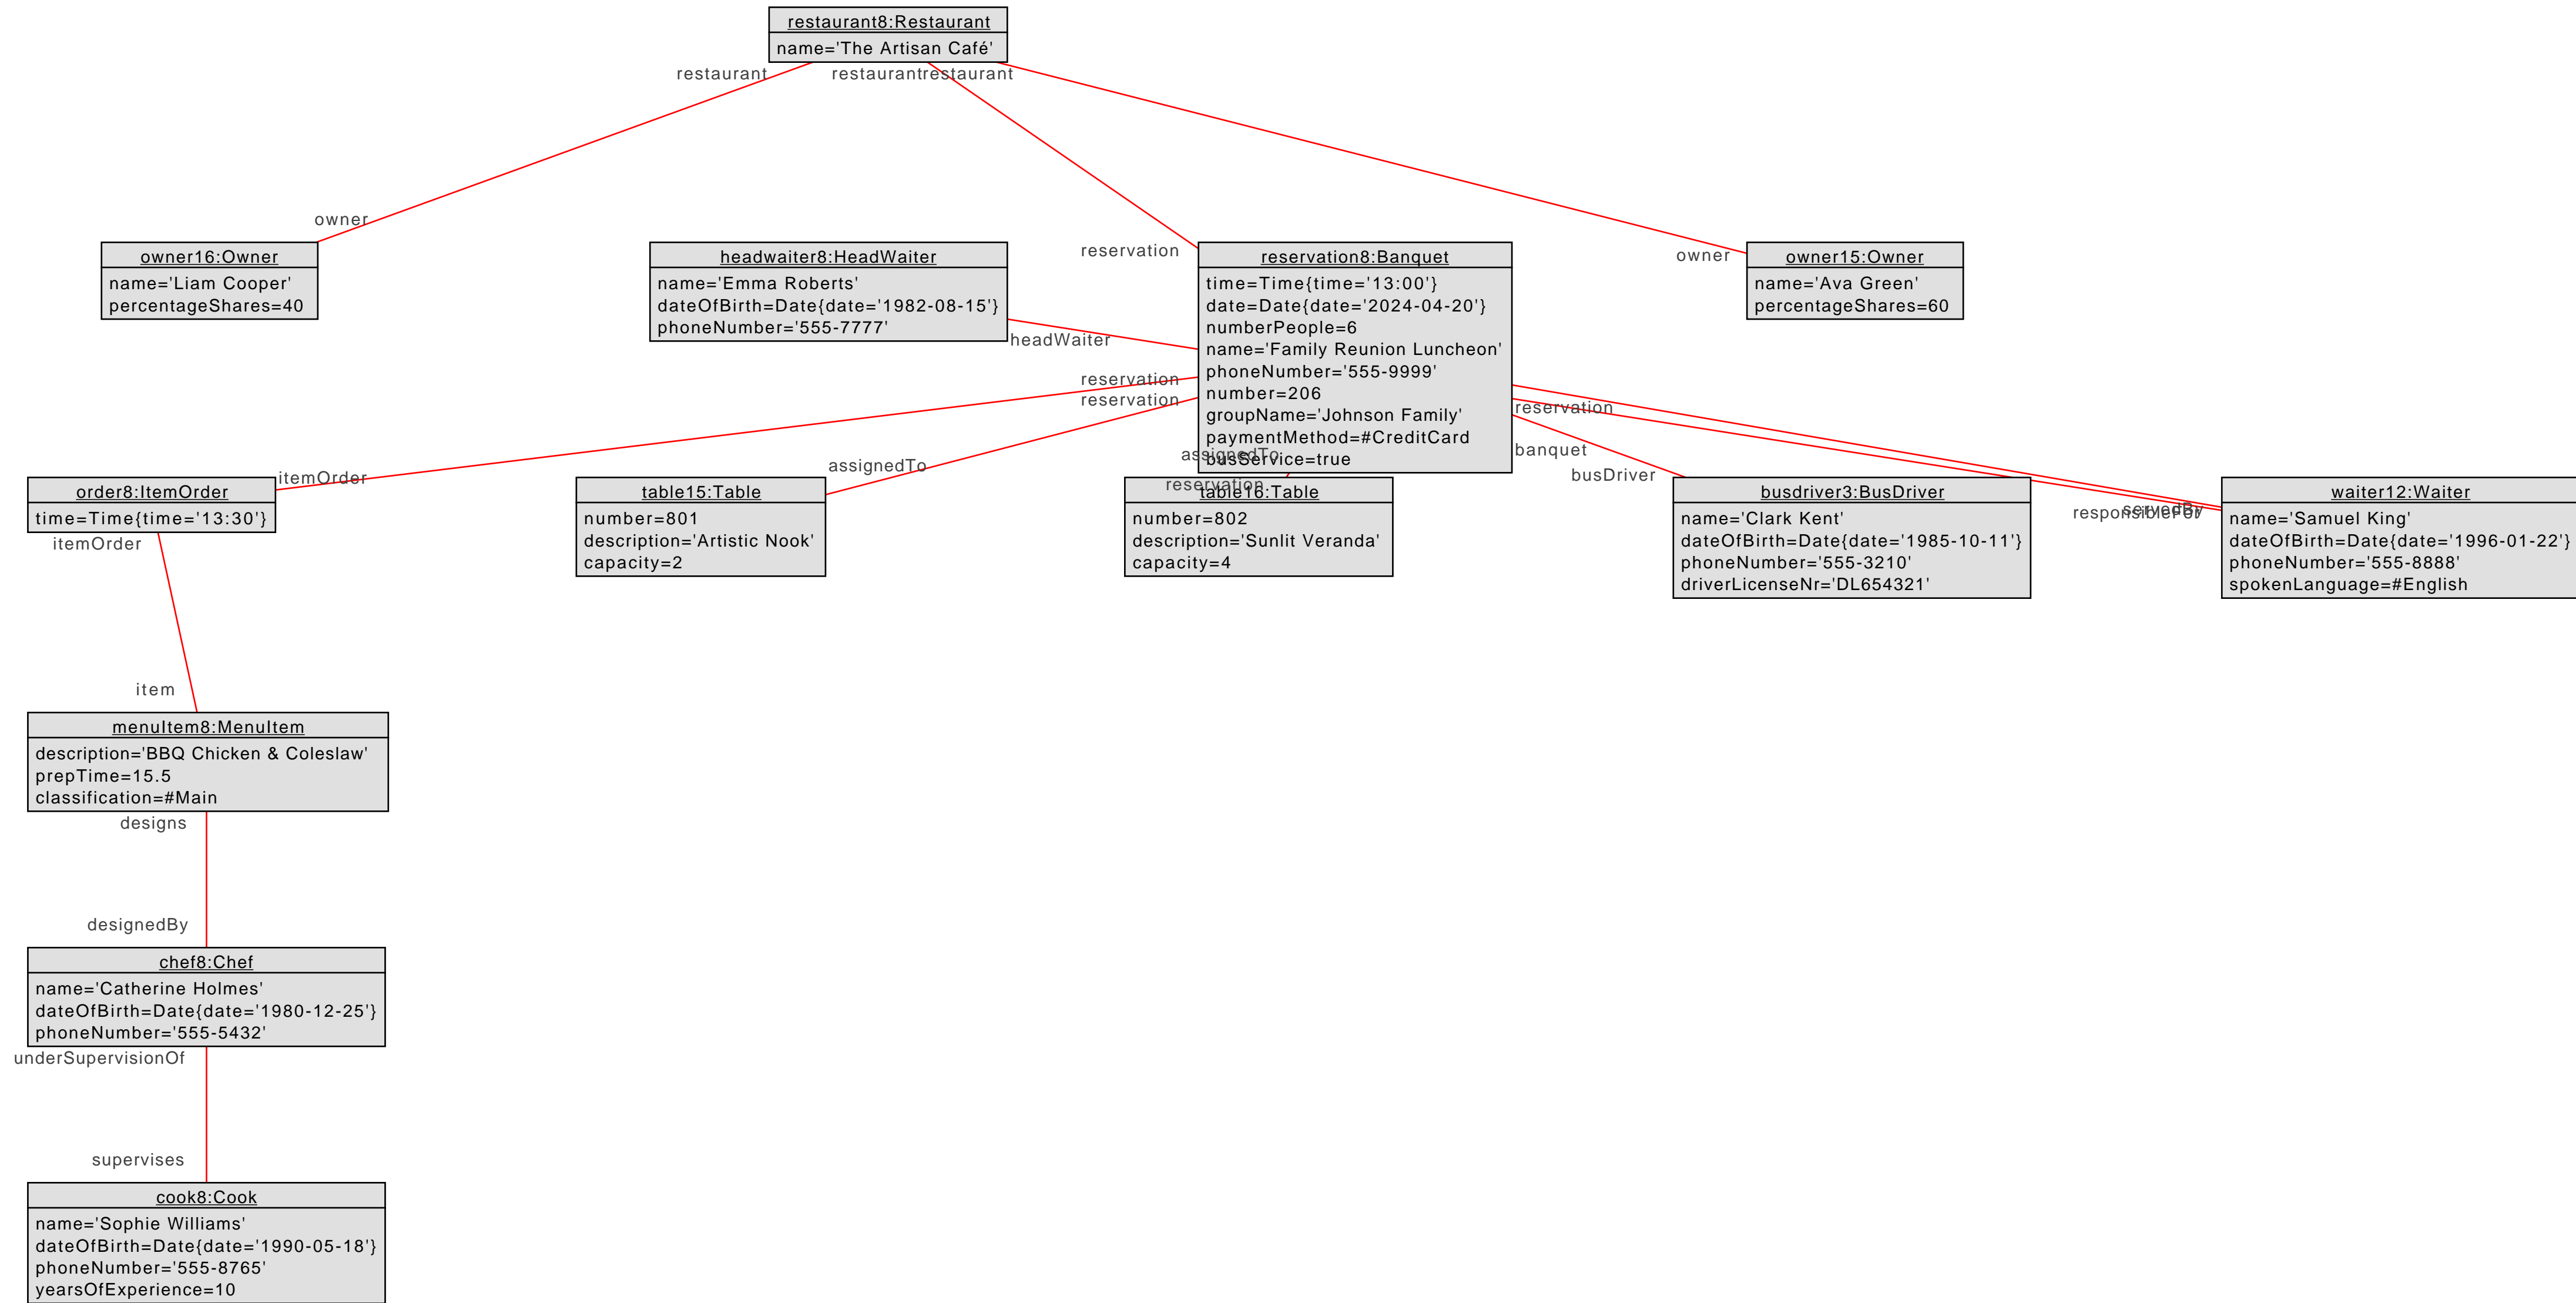 restaurant8:Restaurant
name='The Artisan Café'
restaurant
restaurant
restaurant
owner
reservation
owner
owner16:Owner
name='Liam Cooper'
percentageShares=40
headwaiter8:HeadWaiter
name='Emma Roberts'
dateOfBirth=Date{date='1982-08-15'}
phoneNumber='555-7777'
headWaiter
reservation8:Banquet
time=Time{time='13:00'}
date=Date{date='2024-04-20'}
numberPeople=6
name='Family Reunion Luncheon'
phoneNumber='555-9999'
number=206
groupName='Johnson Family'
paymentMethod=#CreditCard
busService=true
owner15:Owner
name='Ava Green'
percentageShares=60
reservation
reservation
reservation
banquet
assignedTo
assignedTo
reservation
itemOrder
busDriver
responsibleFor
servedBy
order8:ItemOrder
time=Time{time='13:30'}
itemOrder
table15:Table
number=801
description='Artistic Nook'
capacity=2
table16:Table
number=802
description='Sunlit Veranda'
capacity=4
busdriver3:BusDriver
name='Clark Kent'
dateOfBirth=Date{date='1985-10-11'}
phoneNumber='555-3210'
driverLicenseNr='DL654321'
waiter12:Waiter
name='Samuel King'
dateOfBirth=Date{date='1996-01-22'}
phoneNumber='555-8888'
spokenLanguage=#English
item
menuItem8:MenuItem
description='BBQ Chicken & Coleslaw'
prepTime=15.5
classification=#Main
designs
designedBy
chef8:Chef
name='Catherine Holmes'
dateOfBirth=Date{date='1980-12-25'}
phoneNumber='555-5432'
underSupervisionOf
supervises
cook8:Cook
name='Sophie Williams'
dateOfBirth=Date{date='1990-05-18'}
phoneNumber='555-8765'
yearsOfExperience=10